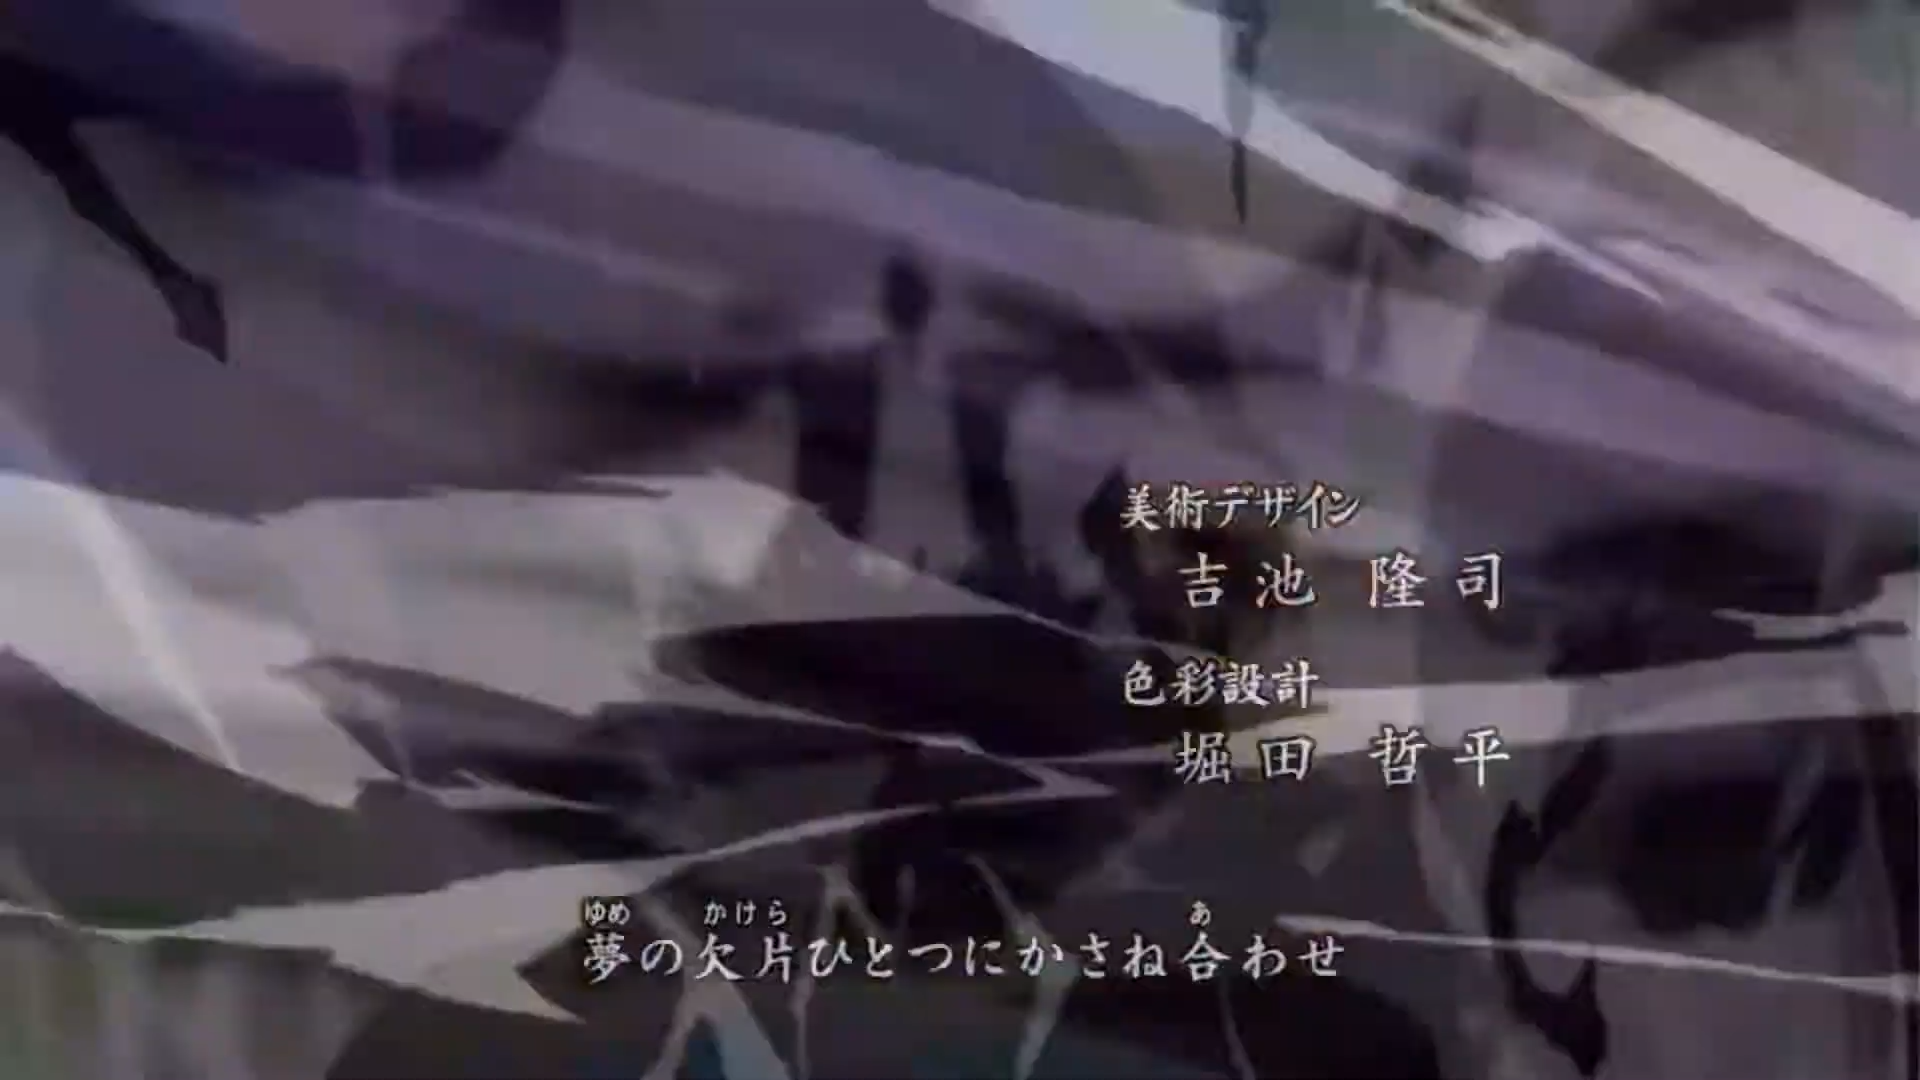 美術デザイン
吉池 隆司
色彩設計
堀田 哲平
ゆめ かけら あ
夢の欠片ひとつにかさね合わせ